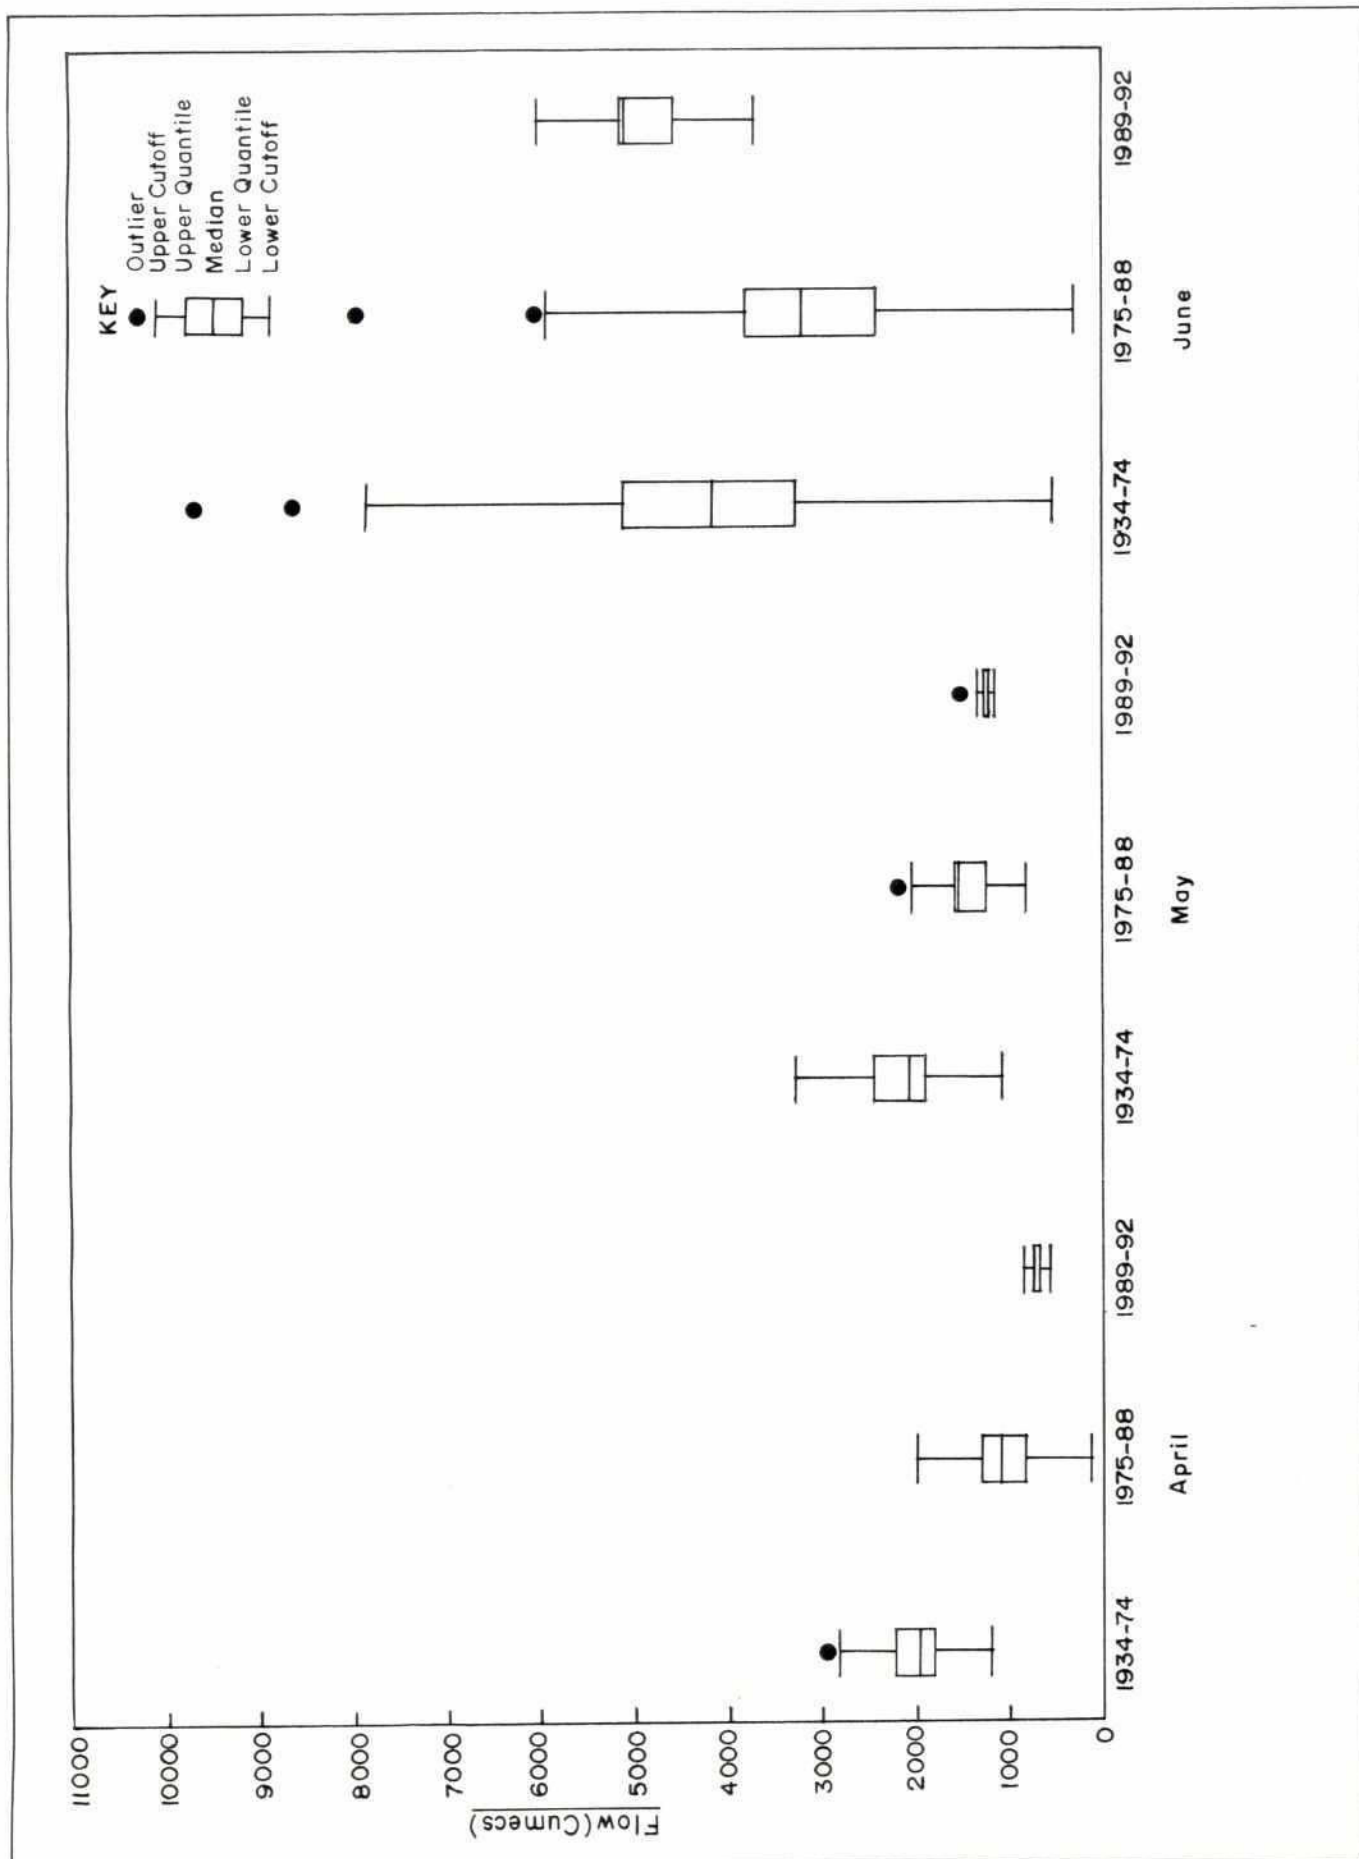 KEY
Outlier
Upper Cutoff
Upper Quantile
Median
Lower Quantile
Lower Cutoff
Flow (Cumecs)
11000
10000
9000
8000
7000
6000
5000
4000
3000
2000
1000
0
1934-74
1975-88
1989-92
1934-74
1975-88
1989-92
1934-74
1975-88
1989-92
April
May
June